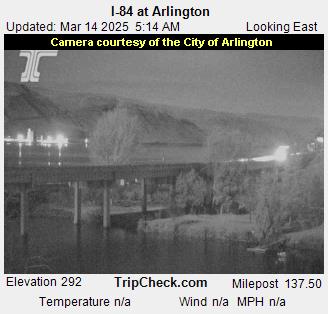 I-84 at Arlington
Updated: Mar 14 2025 5:14 AM Looking East
Camera courtesy of the City of Arlington
Elevation 292 TripCheck.com Milepost 137.50
Temperature n/a Wind n/a MPH n/a